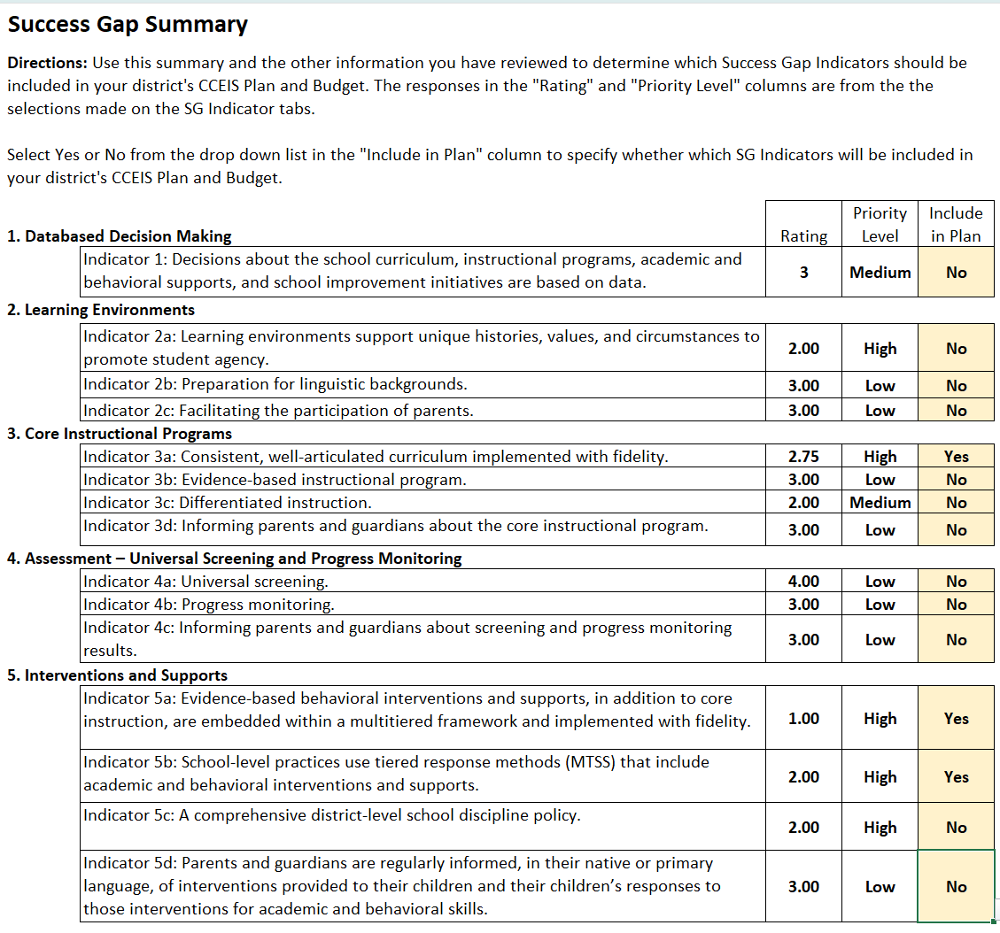 Success Gap Summary
Directions: Use this summary and the other information you have reviewed to determine which Success Gap Indicators should be
included in your district's CCEIS Plan and Budget. The responses in the "Rating" and "Priority Level" columns are from the the
selections made on the SG Indicator tabs.
Select Yes or No from the drop down list in the "Include in Plan" column to specify whether which SG Indicators will be included in
your district's CCEIS Plan and Budget.
Priority Include
1. Databased Decision Making Rating Level in Plan
Indicator 1: Decisions about the school curriculum, instructional programs, academic and
behavioral supports, and school improvement initiatives are based on data.
3 Medium No
2. Learning Environments
Indicator 2a: Learning environments support unique histories, values, and circumstances to
promote student agency.
2.00 High No
Indicator 2b: Preparation for linguistic backgrounds. 3.00 Low No
Indicator 2c: Facilitating the participation of parents. 3.00 Low No
3. Core Instructional Programs
Indicator 3a: Consistent, well-articulated curriculum implemented with fidelity. 2.75 High Yes
Indicator 3b: Evidence-based instructional program. 3.00 Low No
Indicator 3c: Differentiated instruction. 2.00 Medium No
Indicator 3d: Informing parents and guardians about the core instructional program. 3.00 Low No
4. Assessment – Universal Screening and Progress Monitoring
Indicator 4a: Universal screening. 4.00 Low No
Indicator 4b: Progress monitoring. 3.00 Low No
Indicator 4c: Informing parents and guardians about screening and progress monitoring
results.
3.00 Low No
5. Interventions and Supports
Indicator 5a: Evidence-based behavioral interventions and supports, in addition to core
instruction, are embedded within a multitiered framework and implemented with fidelity.
1.00 High Yes
Indicator 5b: School-level practices use tiered response methods (MTSS) that include
academic and behavioral interventions and supports.
2.00 High Yes
Indicator 5c: A comprehensive district-level school discipline policy.
2.00 High No
Indicator 5d: Parents and guardians are regularly informed, in their native or primary
language, of interventions provided to their children and their children’s responses to
those interventions for academic and behavioral skills.
3.00 Low No